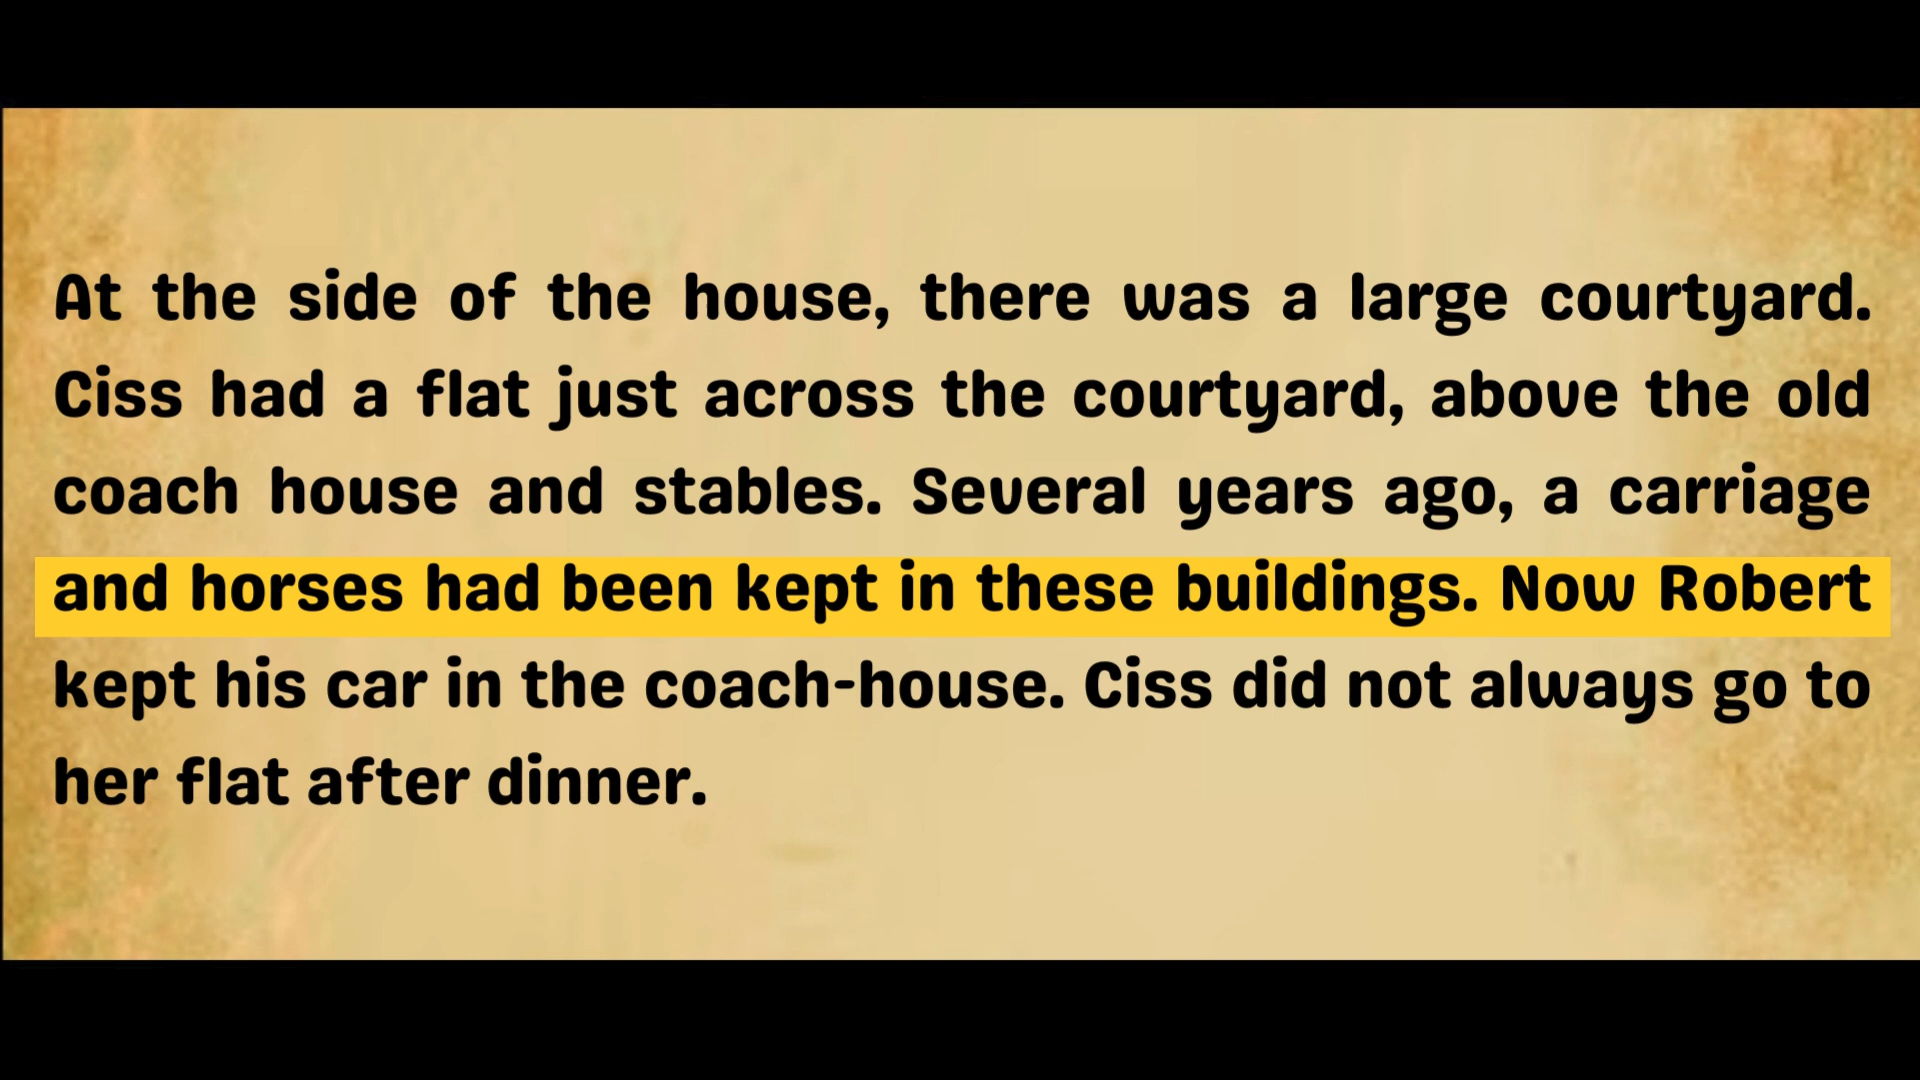 At the side of the house, there was a large courtyard.
Ciss had a flat just across the courtyard, above the old
coach house and stables. Several years ago, a carriage
and horses had been kept in these buildings. Now Robert
kept his car in the coach-house. Ciss did not always go to
her flat after dinner.